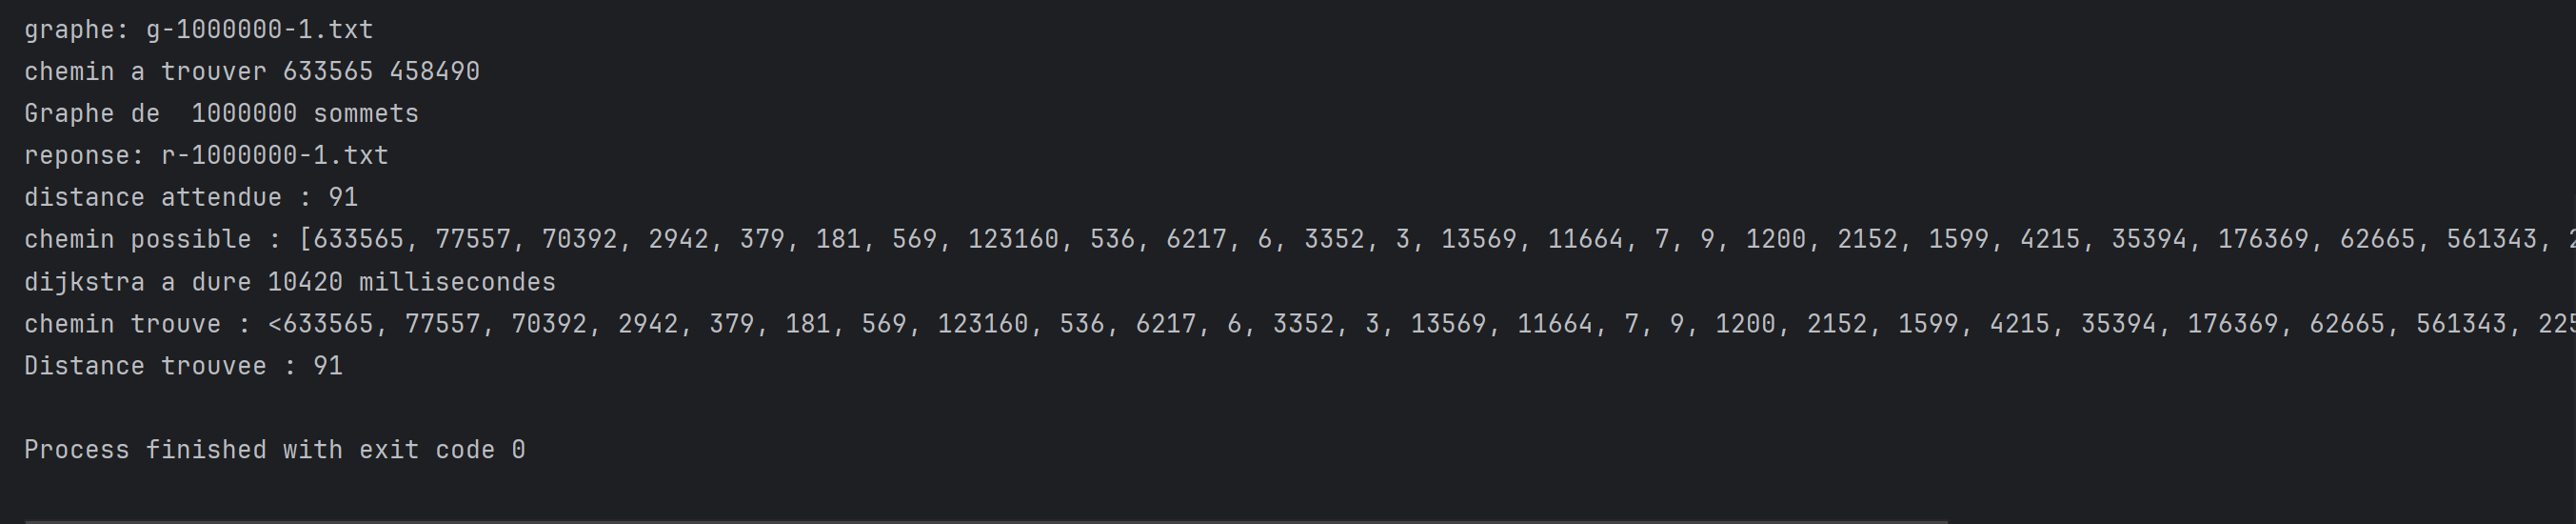 graphe: g-1000000-1.txt
chemin a trouver 633565 458490
Graphe de  1000000 sommets
reponse: r-1000000-1.txt
distance attendue : 91
chemin possible : [633565, 77557, 70392, 2942, 379, 181, 569, 123160, 536, 6217, 6, 3352, 3, 13569, 11664, 7, 9, 1200, 2152, 1599, 4215, 35394, 176369, 62665, 561343,
dijkstra a dure 10420 millisecondes
chemin trouve : <633565, 77557, 70392, 2942, 379, 181, 569, 123160, 536, 6217, 6, 3352, 3, 13569, 11664, 7, 9, 1200, 2152, 1599, 4215, 35394, 176369, 62665, 561343, 225
Distance trouvee : 91
Process finished with exit code 0